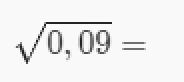 √0,09 =